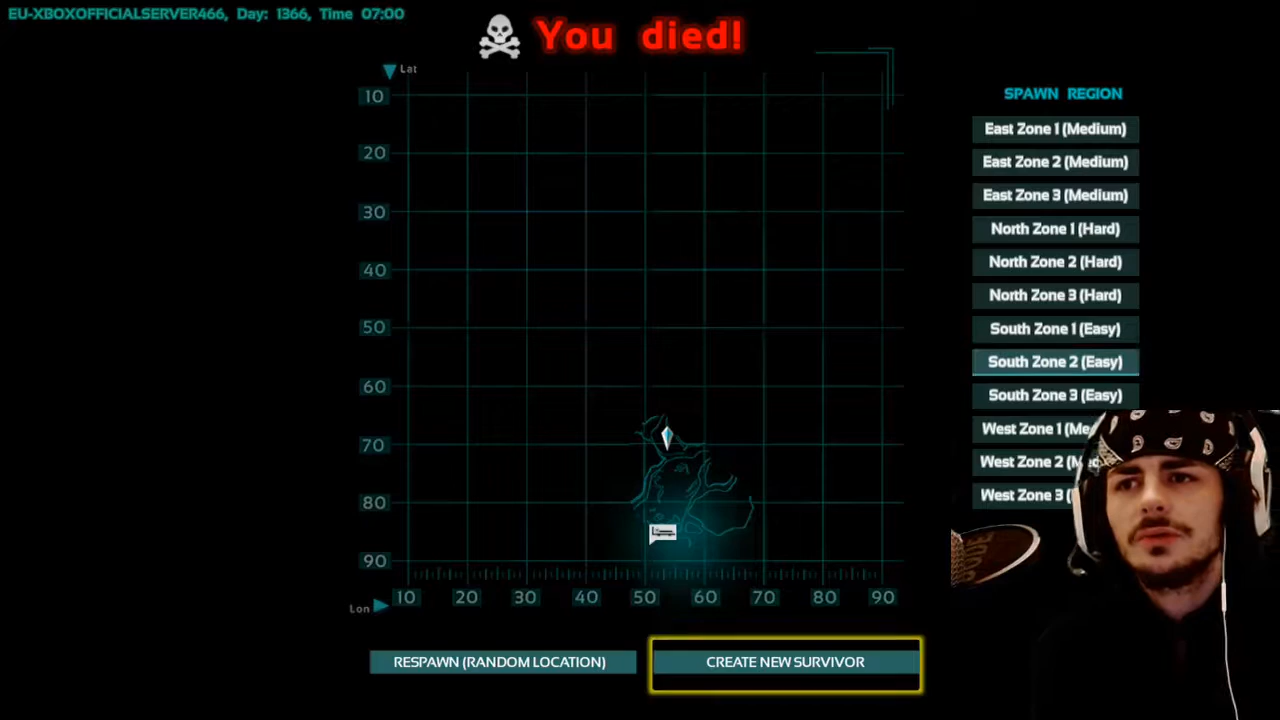 EU-XBOXOFFICIALSERVER466, Day: 1366, Time 07:00
You died!
Lat
10
20
30
40
50
60
70
80
90
Lon
10 20 30 40 50 60 70 80 90
SPAWN REGION
East Zone 1 (Medium)
East Zone 2 (Medium)
East Zone 3 (Medium)
North Zone 1 (Hard)
North Zone 2 (Hard)
North Zone 3 (Hard)
South Zone 1 (Easy)
South Zone 2 (Easy)
South Zone 3 (Easy)
West Zone 1
West Zone 2
West Zone 3
RESPAWN (RANDOM LOCATION)
CREATE NEW SURVIVOR